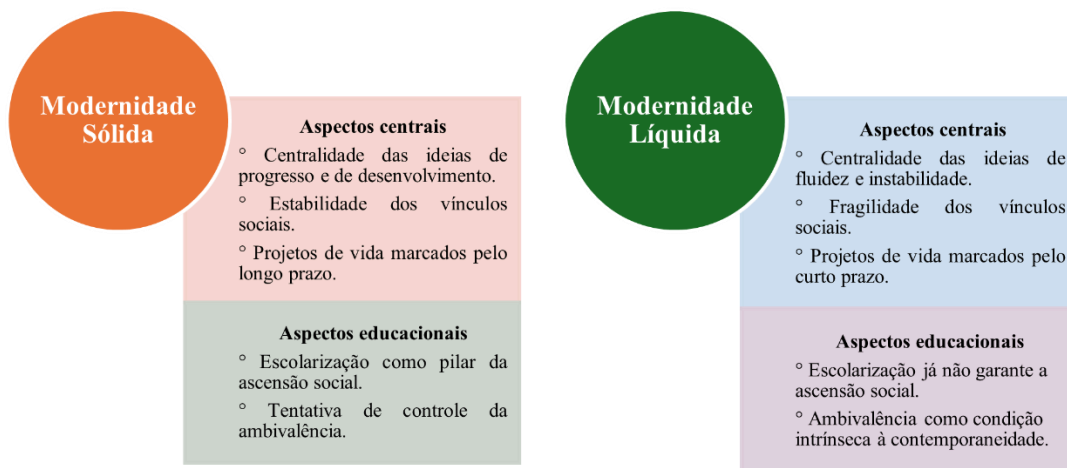 Modernidade
Sólida
Aspectos centrais
° Centralidade das ideias de
progresso e de desenvolvimento.
° Estabilidade dos vínculos
sociais.
° Projetos de vida marcados pelo
longo prazo.
Aspectos educacionais
° Escolarização como pilar da
ascensão social.
° Tentativa de controle da
ambivalência.
Modernidade
Líquida
Aspectos centrais
° Centralidade das ideias de
fluidez e instabilidade.
° Fragilidade dos vínculos
sociais.
° Projetos de vida marcados pelo
curto prazo.
Aspectos educacionais
° Escolarização já não garante a
ascensão social.
° Ambivalência como condição
intrínseca à contemporaneidade.